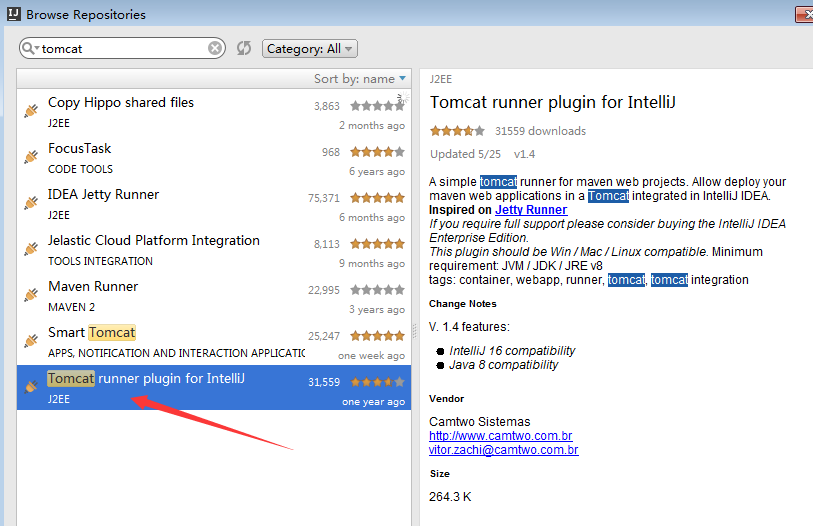 IJ Browse Repositories
tomcat
Category: All
Sort by: name
Copy Hippo shared files
3,863
J2EE
2 months ago
FocusTask
968
CODE TOOLS
6 years ago
IDEA Jetty Runner
75,371
J2EE
6 months ago
Jelastic Cloud Platform Integration
8,113
TOOLS INTEGRATION
9 months ago
Maven Runner
22,995
MAVEN 2
3 years ago
Smart Tomcat
25,247
APPS, NOTIFICATION AND INTERACTION APPLICATIO
one week ago
Tomcat runner plugin for IntelliJ
31,559
J2EE
one year ago
J2EE
Tomcat runner plugin for IntelliJ
31559 downloads
Updated 5/25 v1.4
A simple tomcat runner for maven web projects. Allow deploy your
maven web applications in a Tomcat integrated in IntelliJ IDEA.
Inspired on Jetty Runner
If you require full support please consider buying the IntelliJ IDEA
Enterprise Edition.
This plugin should be Win / Mac / Linux compatible. Minimum
requirement: JVM / JDK / JRE v8
tags: container, webapp, runner, tomcat, tomcat integration
Change Notes
V. 1.4 features:
IntelliJ 16 compatibility
Java 8 compatibility
Vendor
Camtwo Sistemas
http://www.camtwo.com.br
vitor.zachi@camtwo.com.br
Size
264.3 K